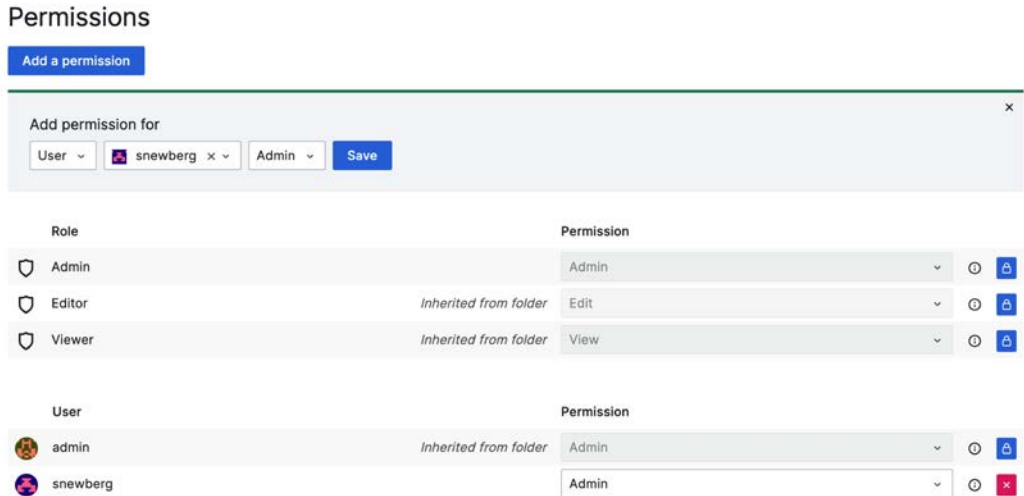 Permissions
Add a permission
Add permission for
User snewberg Admin Save
Role Permission
Admin Admin
Editor Inherited from folder Edit
Viewer Inherited from folder View
User Permission
admin Inherited from folder Admin
snewberg Admin